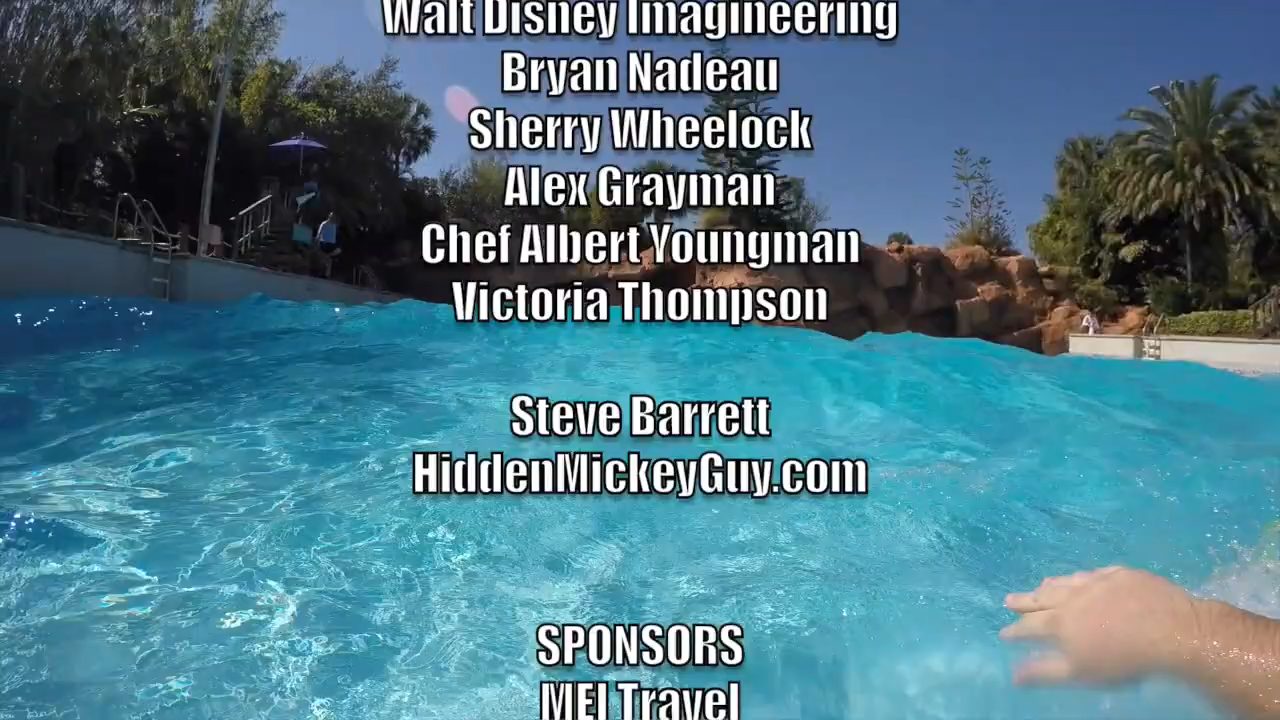 Walt Disney Imagineering
Bryan Nadeau
Sherry Wheelock
Alex Grayman
Chef Albert Youngman
Victoria Thompson
Steve Barrett
HiddenMickeyGuy.com
SPONSORS
MEI Travel